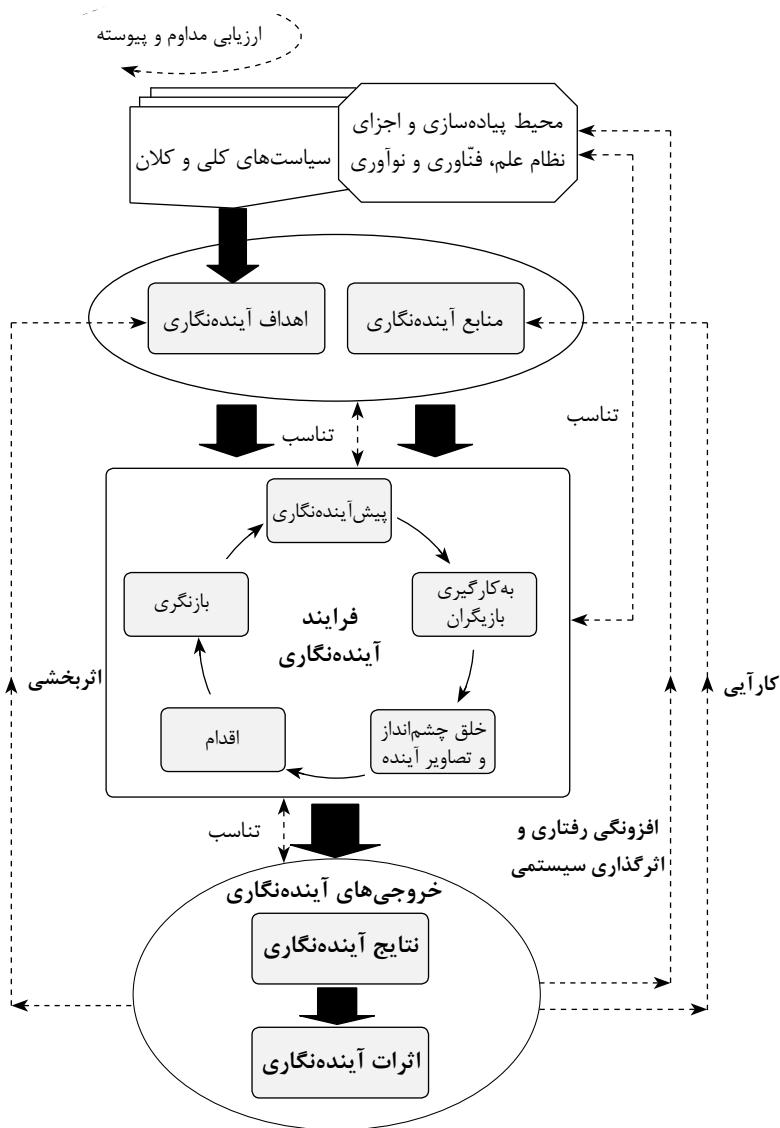 ارزیابی مداوم و پیوسته
محیط پیاده‌سازی و اجزای
نظام علم، فنّاوری و نوآوری
سیاست‌های کلی و کلان
منابع آینده‌نگاری
اهداف آینده‌نگاری
تناسب
تناسب
پیش‌آینده‌نگاری
به‌کارگیری
بازیگران
بازنگری
فرایند
آینده‌نگاری
خلق چشم‌انداز
و تصاویر آینده
اقدام
کارآیی
اثربخشی
افزونگی رفتاری و
اثرگذاری سیستمی
تناسب
خروجی‌های آینده‌نگاری
نتایج آینده‌نگاری
اثرات آینده‌نگاری